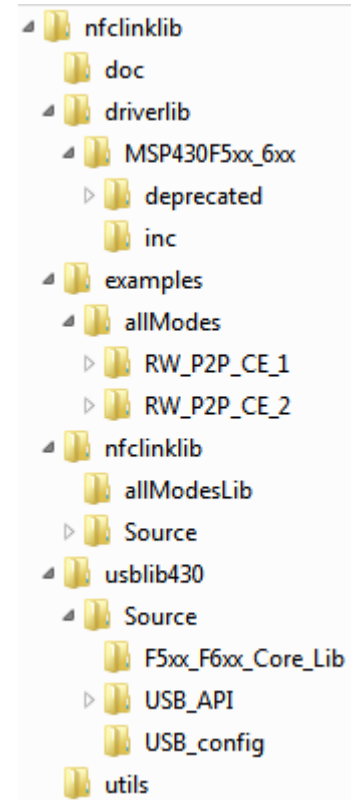 nfclinklib
doc
driverlib
MSP430F5xx_6xx
deprecated
inc
examples
allModes
RW_P2P_CE_1
RW_P2P_CE_2
nfclinklib
allModesLib
Source
usblib430
Source
F5xx_F6xx_Core_Lib
USB_API
USB_config
utils